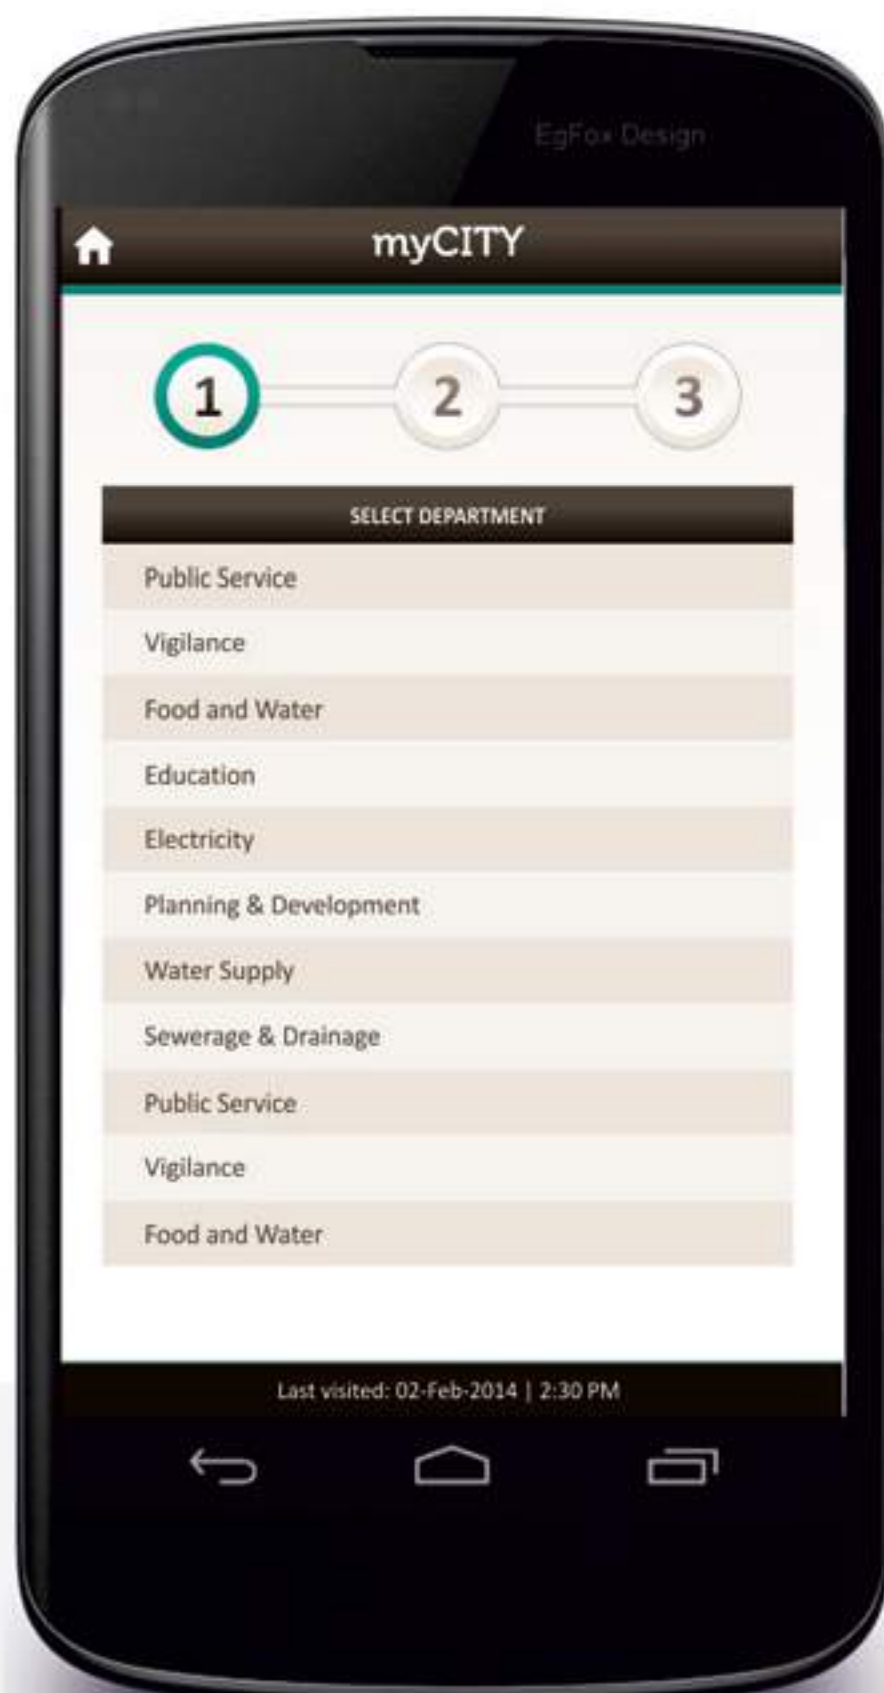 EgFox Design
myCITY
1 2 3
SELECT DEPARTMENT
Public Service
Vigilance
Food and Water
Education
Electricity
Planning & Development
Water Supply
Sewerage & Drainage
Public Service
Vigilance
Food and Water
Last visited: 02-Feb-2014 | 2:30 PM